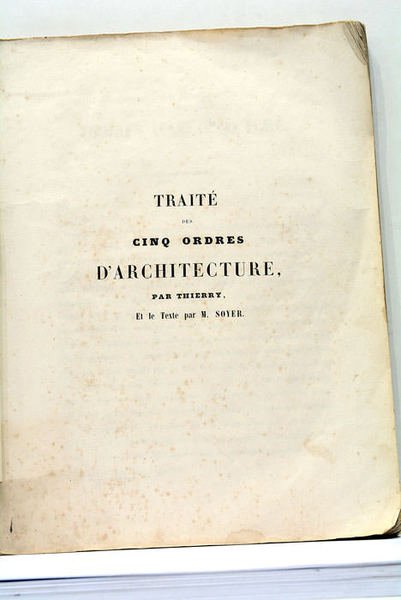 TRAITÉ
DES
CINQ ORDRES
D'ARCHITECTURE,
PAR THIERRY,
Et le Texte par M. SOYER.